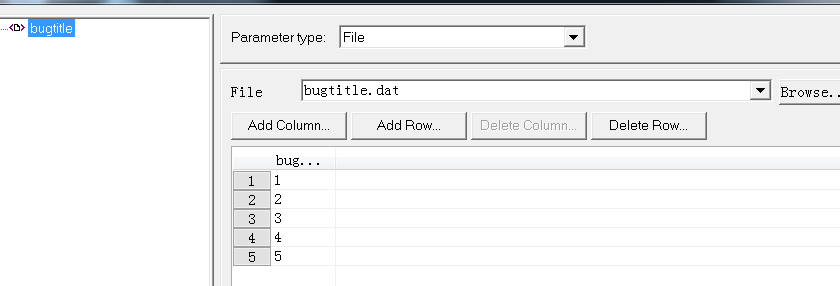 bugtitle
Parameter type: File
File bugtitle.dat Browse..
Add Column... Add Row... Delete Column... Delete Row...
bug...
1 1
2 2
3 3
4 4
5 5